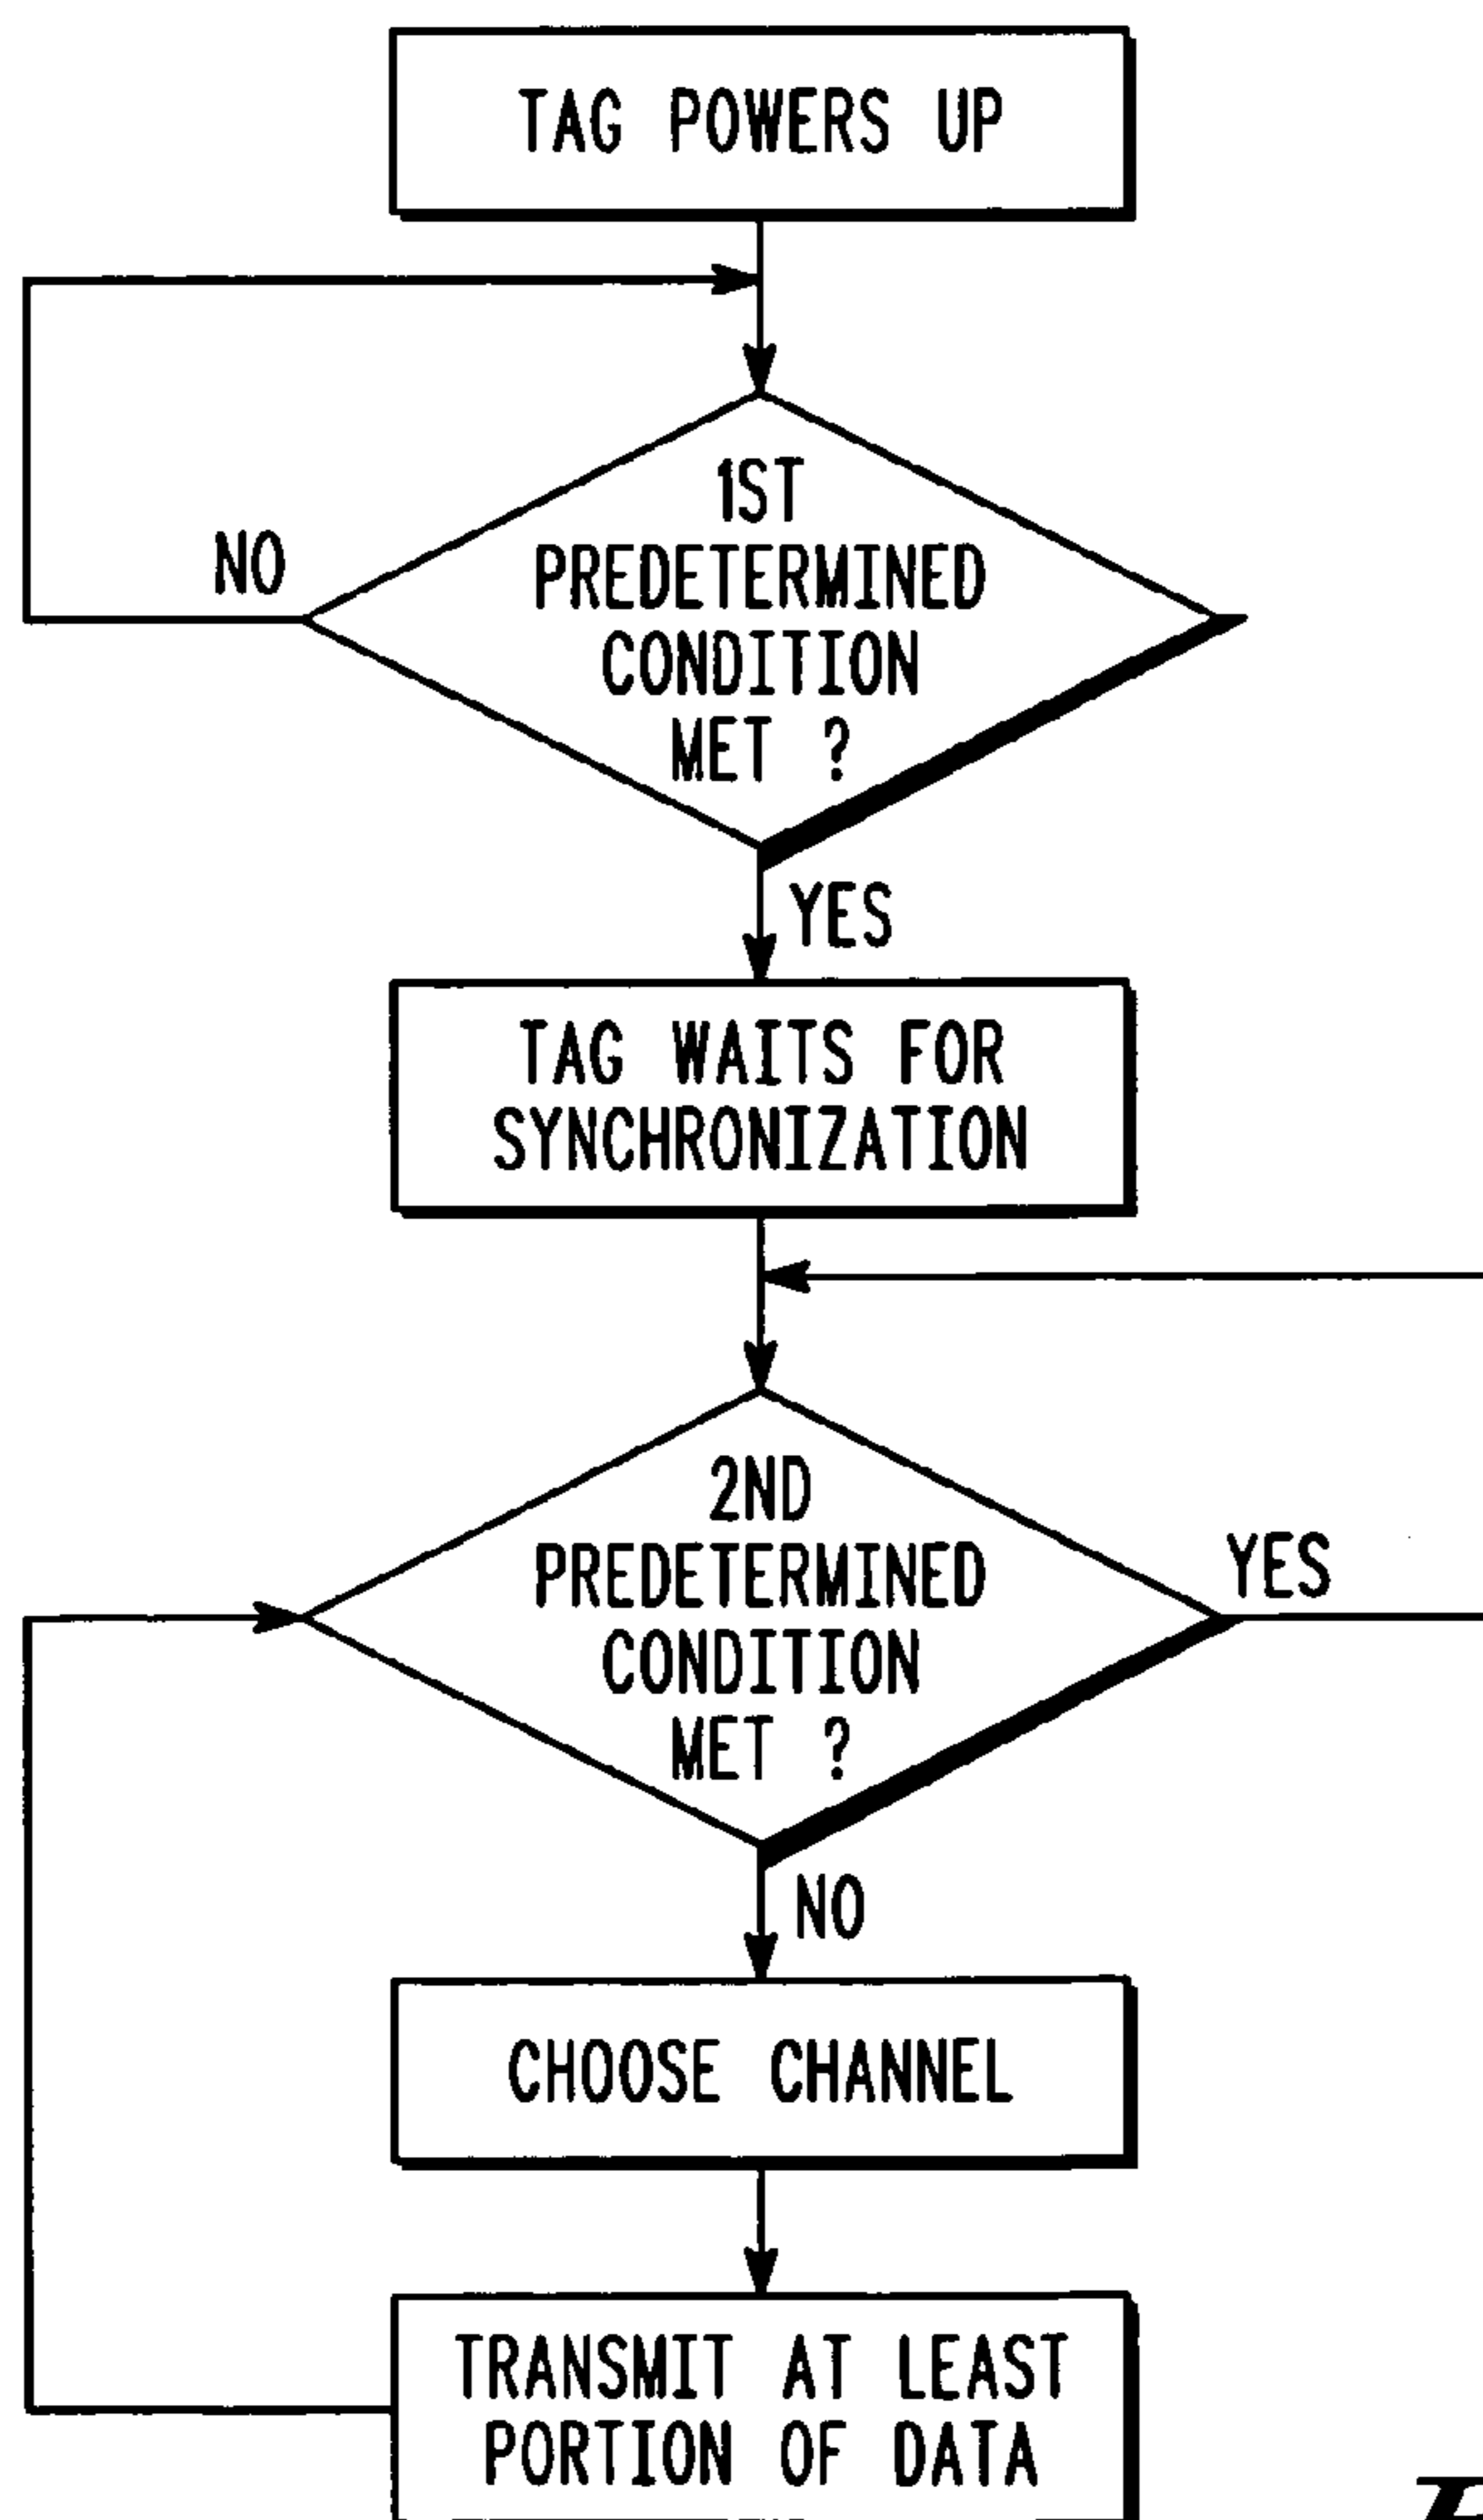 TAG POWERS UP
1ST
PREDETERMINED
CONDITION
MET ?
NO
YES
TAG WAITS FOR
SYNCHRONIZATION
2ND
PREDETERMINED
CONDITION
MET ?
YES
NO
CHOOSE CHANNEL
TRANSMIT AT LEAST
PORTION OF DATA